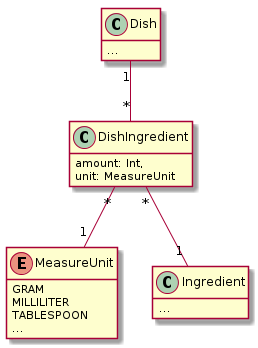 C Dish
...
1
*
C DishIngredient
amount: Int,
unit: MeasureUnit
* *
1 1
E MeasureUnit
GRAM
MILLILITER
TABLESPOON
...
C Ingredient
...